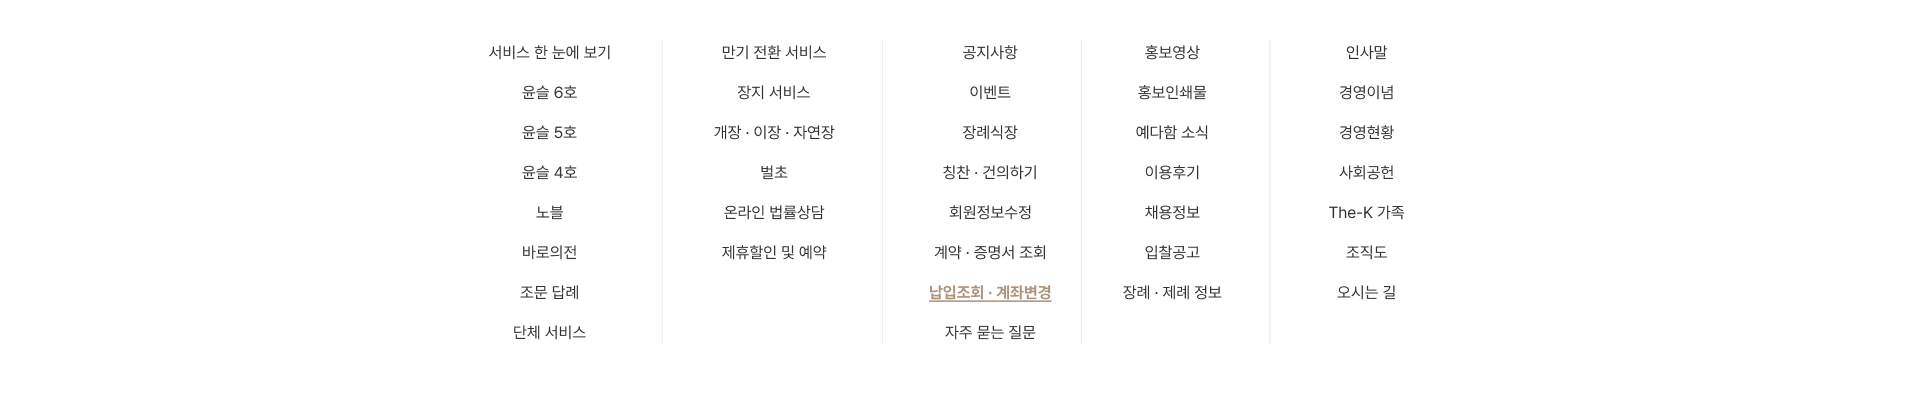 서비스 한 눈에 보기
윤슬 6호
윤슬 5호
윤슬 4호
노블
바로의전
조문 답례
단체 서비스
만기 전환 서비스
장지 서비스
개장 · 이장 · 자연장
벌초
온라인 법률상담
제휴할인 및 예약
공지사항
이벤트
장례식장
칭찬 · 건의하기
회원정보수정
계약 · 증명서 조회
납입조회 · 계좌변경
자주 묻는 질문
홍보영상
홍보인쇄물
예다함 소식
이용후기
채용정보
입찰공고
장례 · 제례 정보
인사말
경영이념
경영현황
사회공헌
The-K 가족
조직도
오시는 길